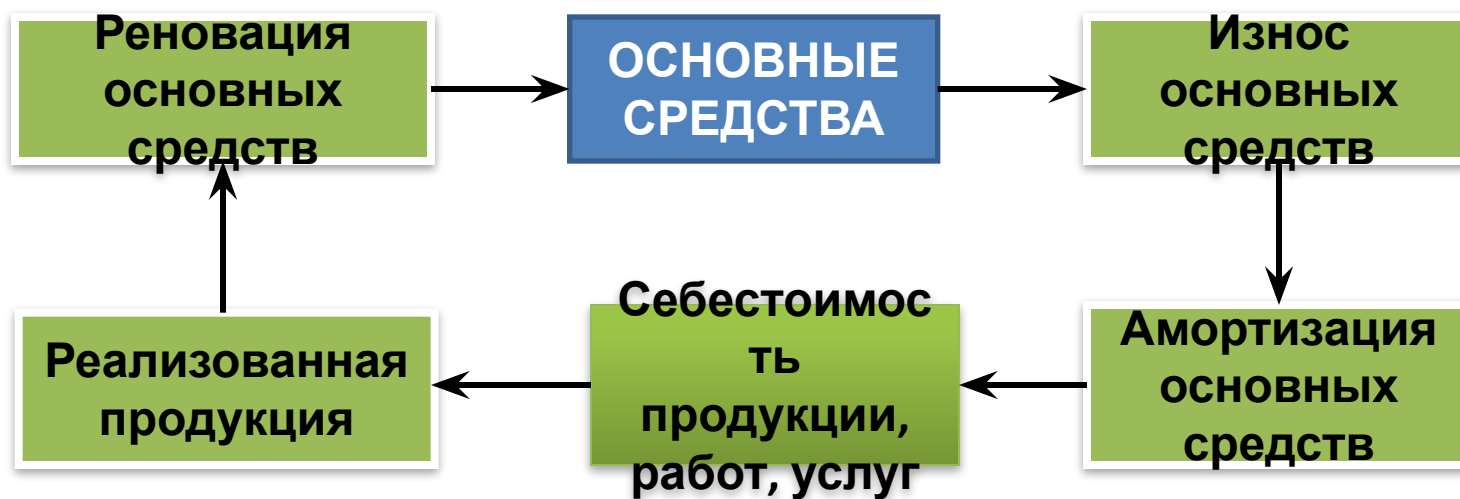 Реновация
основных
средств
ОСНОВНЫЕ
СРЕДСТВА
Износ
основных
средств
Реализованная
продукция
Себестоимос
ть
продукции,
работ, услуг
Амортизация
основных
средств